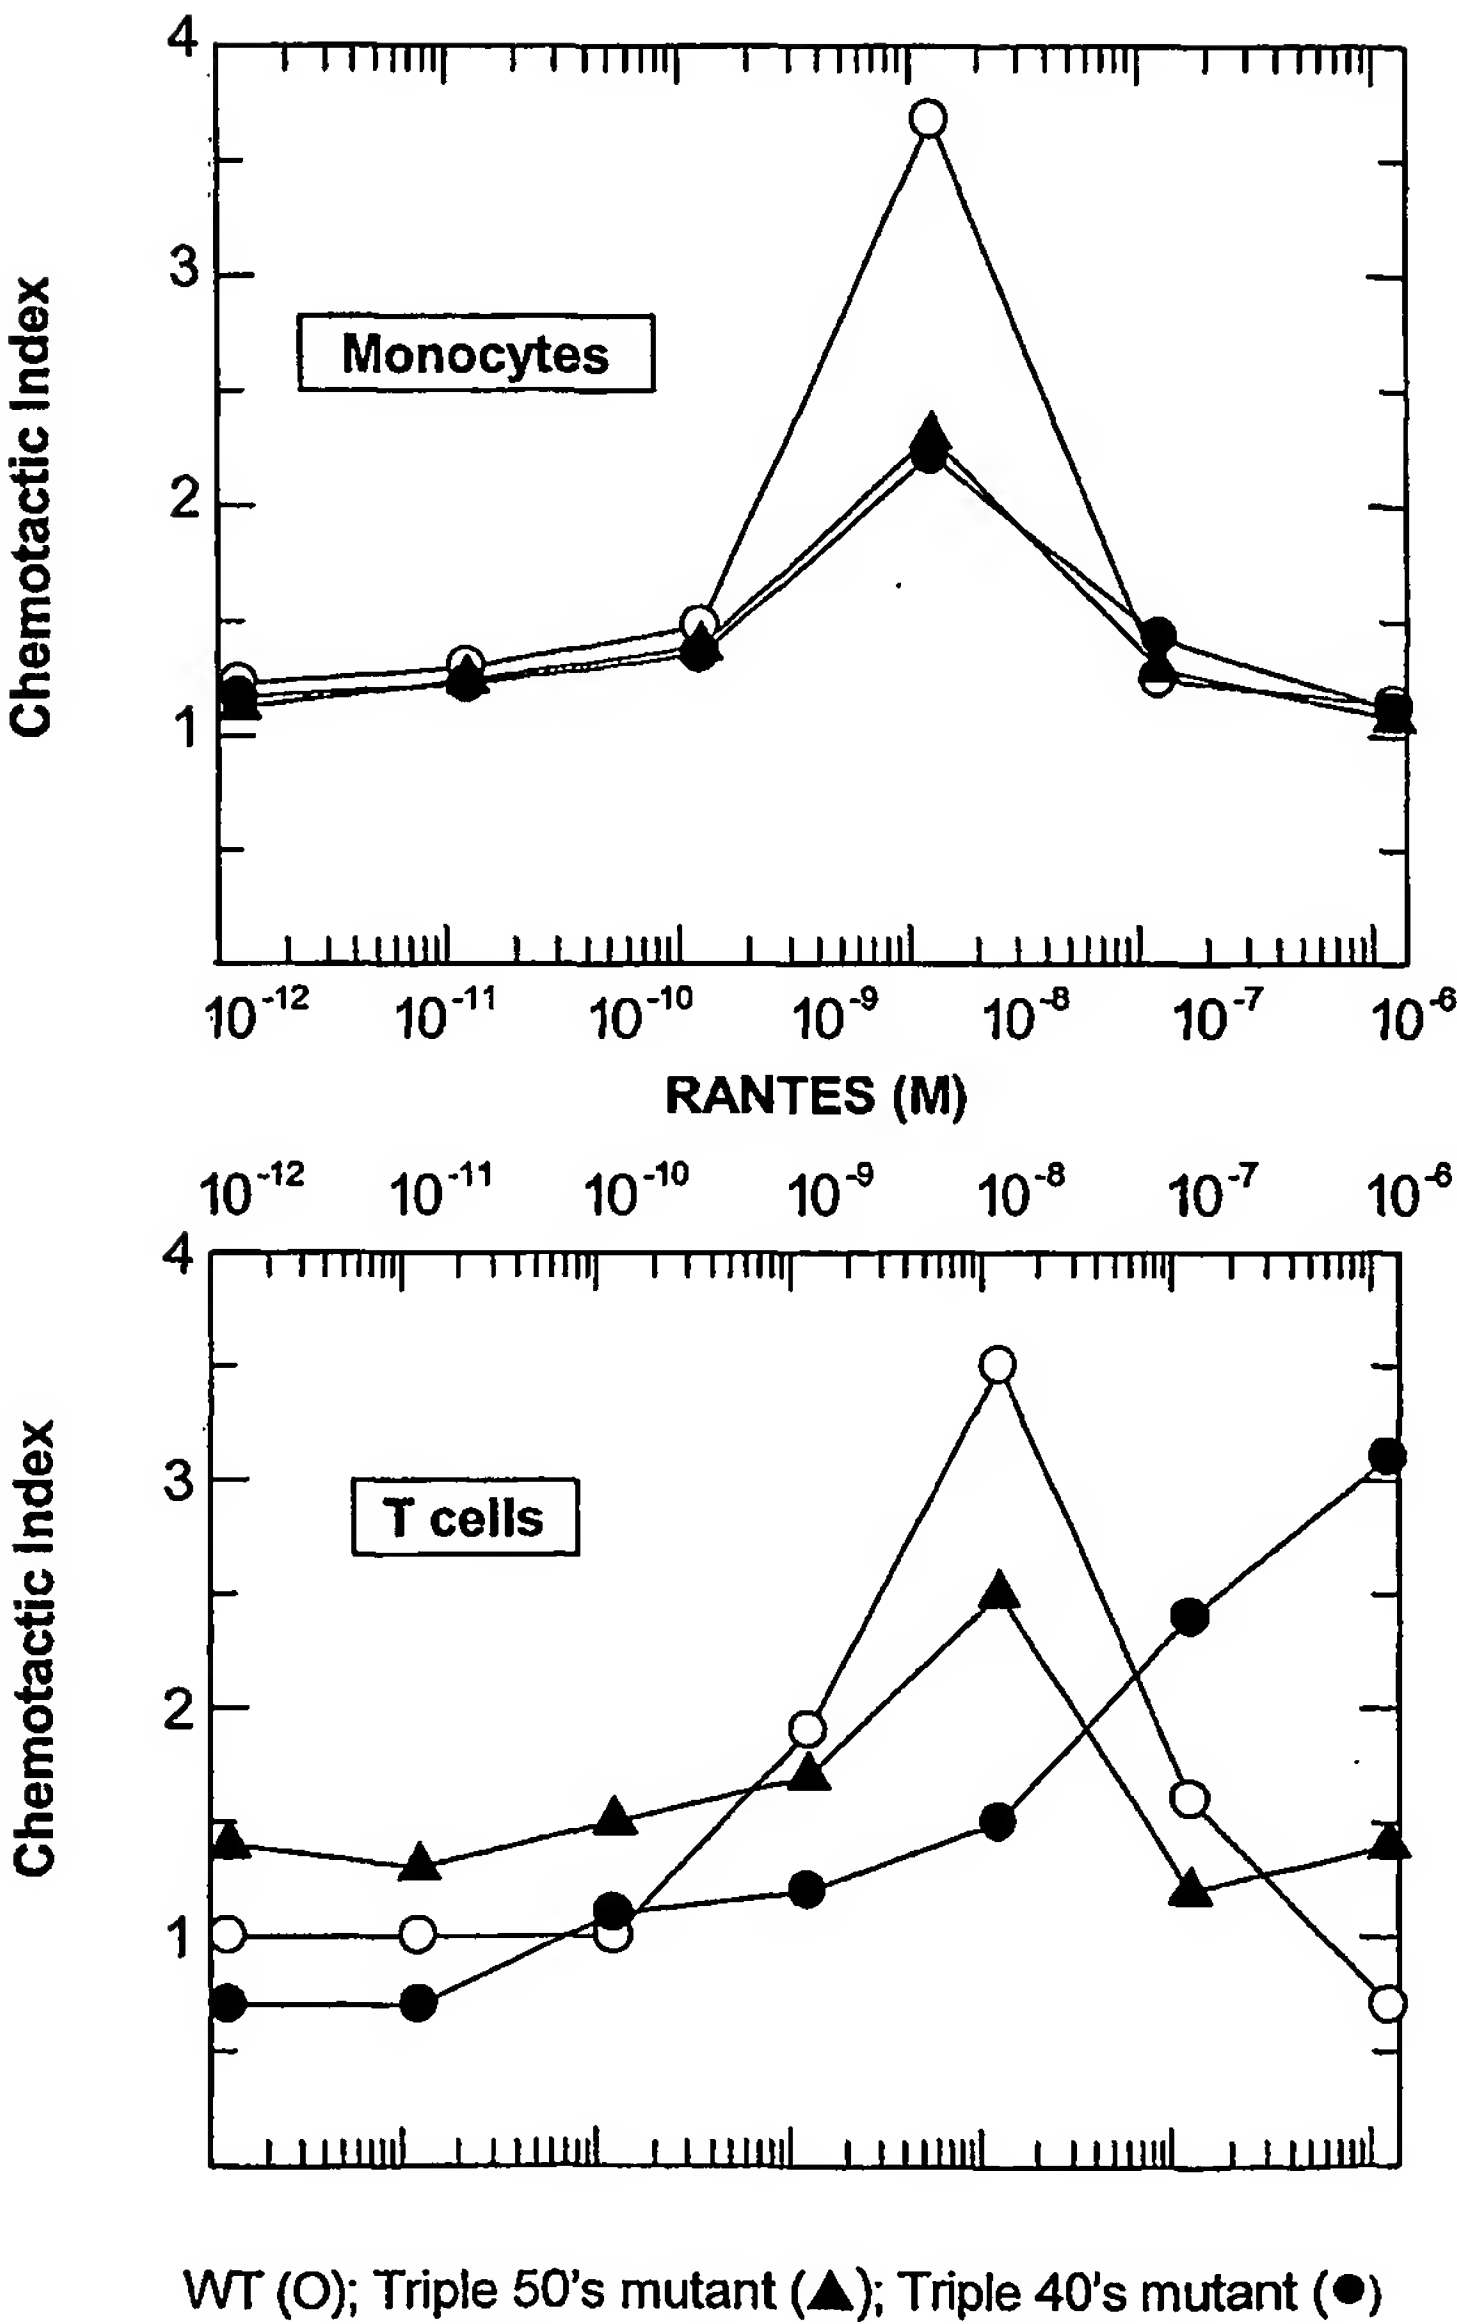 4
3
Monocytes
2
1
Chemotactic Index
10⁻¹² 10⁻¹¹ 10⁻¹⁰ 10⁻⁹ 10⁻⁸ 10⁻⁷ 10⁻⁶
RANTES (M)
10⁻¹² 10⁻¹¹ 10⁻¹⁰ 10⁻⁹ 10⁻⁸ 10⁻⁷ 10⁻⁶
4
3
T cells
2
1
Chemotactic Index
WT (O); Triple 50's mutant (▲); Triple 40's mutant (●)